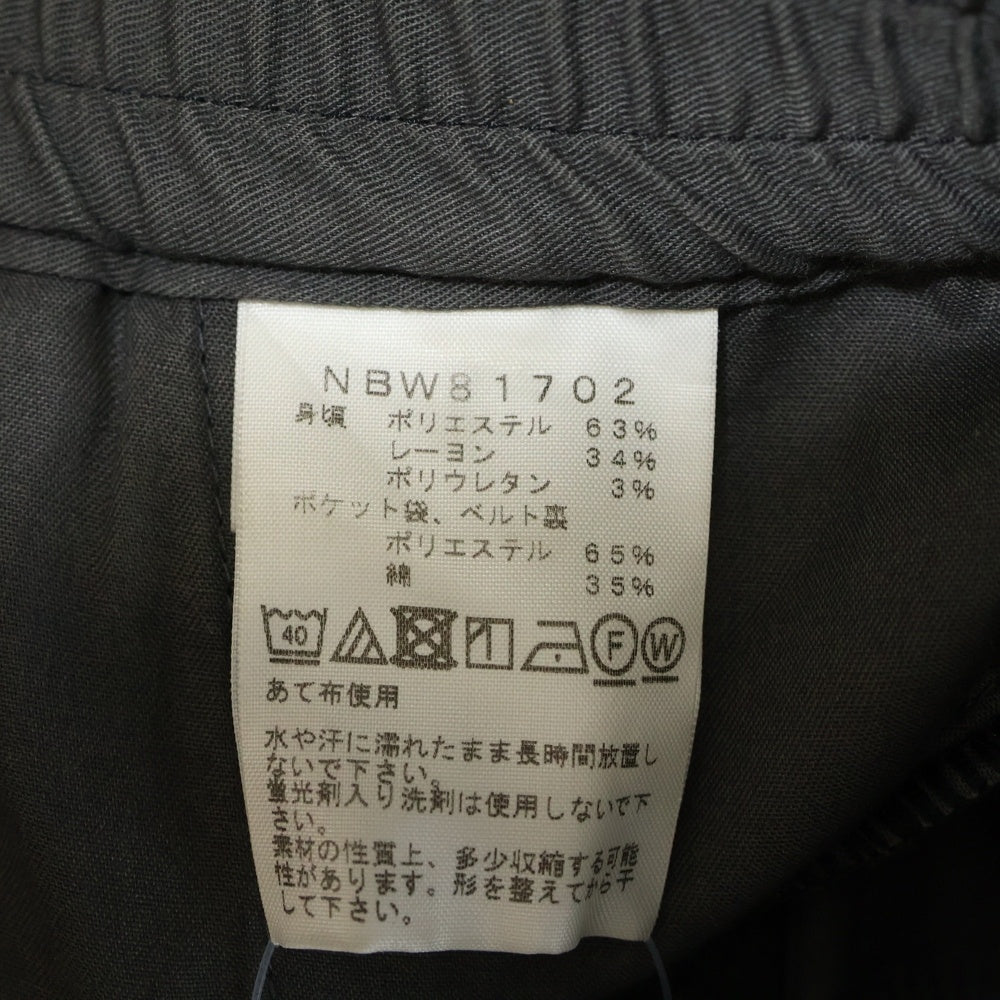 NBW81702
身頃 ポリエステル 63%
レーヨン 34%
ポリウレタン 3%
ポケット袋、ベルト裏
ポリエステル 65%
綿 35%
40 F W
あて布使用
水や汗に濡れたまま長時間放置し
ないで下さい。
蛍光剤入り洗剤は使用しないで下
さい。
素材の性質上、多少収縮する可能
性があります。形を整えてから干
して下さい。